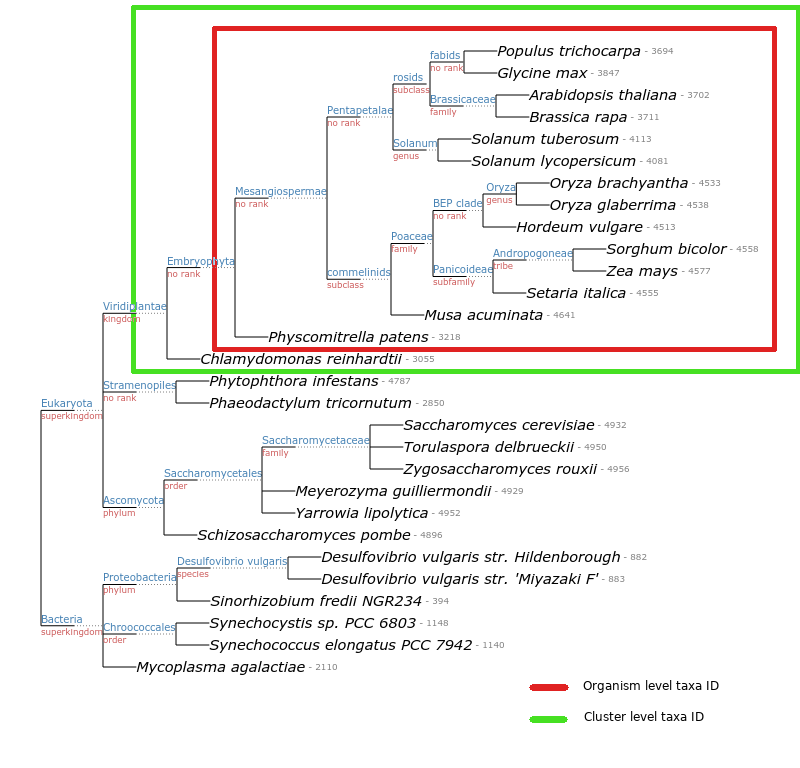 Populus trichocarpa - 3694
fabids
no rank
Glycine max - 3847
rosids
subclass
Arabidopsis thaliana - 3702
Brassicaceae
family
Brassica rapa - 3711
Pentapetalae
no rank
Solanum tuberosum - 4113
Solanum
genus
Solanum lycopersicum - 4081
Mesangiospermae
no rank
Oryza brachyantha - 4533
Oryza
genus
Oryza glaberrima - 4538
BEP clade
no rank
Hordeum vulgare - 4513
Poaceae
family
Sorghum bicolor - 4558
Andropogoneae
tribe
Zea mays - 4577
Panicoideae
subfamily
Setaria italica - 4555
commelinids
subclass
Musa acuminata - 4641
Embryophyta
no rank
Physcomitrella patens - 3218
Viridiplantae
kingdom
Chlamydomonas reinhardtii - 3055
Phytophthora infestans - 4787
Stramenopiles
no rank
Phaeodactylum tricornutum - 2850
Eukaryota
superkingdom
Saccharomyces cerevisiae - 4932
Saccharomycetaceae
family
Torulaspora delbrueckii - 4950
Zygosaccharomyces rouxii - 4956
Saccharomycetales
order
Meyerozyma guilliermondii - 4929
Yarrowia lipolytica - 4952
Ascomycota
phylum
Schizosaccharomyces pombe - 4896
Desulfovibrio vulgaris str. Hildenborough - 882
Desulfovibrio vulgaris
species
Desulfovibrio vulgaris str. 'Miyazaki F' - 883
Proteobacteria
phylum
Sinorhizobium fredii NGR234 - 394
Bacteria
superkingdom
Synechocystis sp. PCC 6803 - 1148
Chroococcales
order
Synechococcus elongatus PCC 7942 - 1140
Mycoplasma agalactiae - 2110
Organism level taxa ID
Cluster level taxa ID